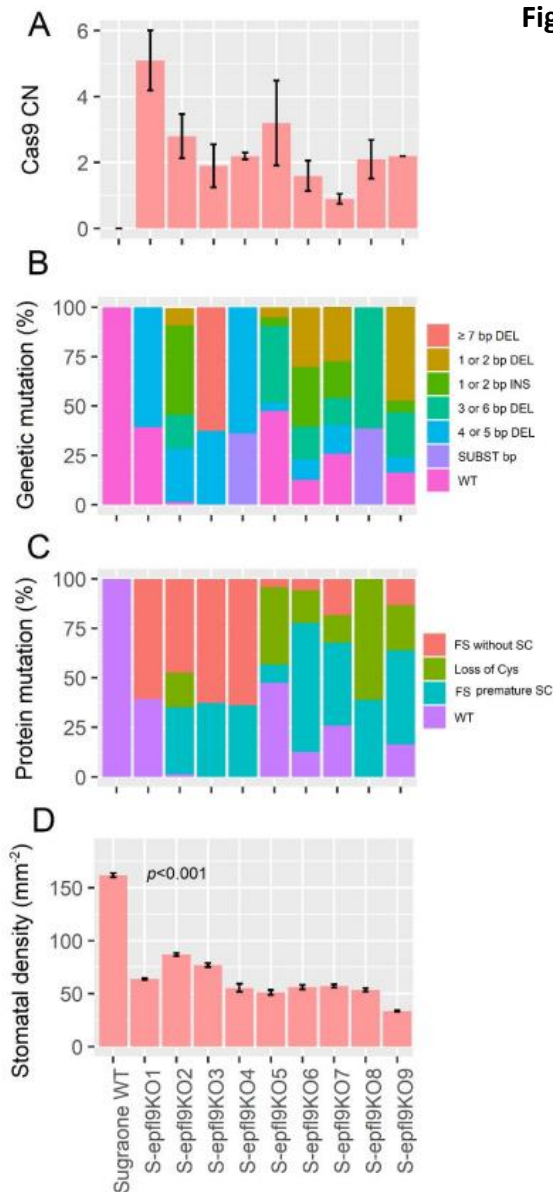 Fig
A
Cas9 CN
6
4
2
0
B
Genetic mutation (%)
100
75
50
25
0
≥ 7 bp DEL
1 or 2 bp DEL
1 or 2 bp INS
3 or 6 bp DEL
4 or 5 bp DEL
SUBST bp
WT
C
Protein mutation (%)
100
75
50
25
0
FS without SC
Loss of Cys
FS premature SC
WT
D
Stomatal density (mm-2)
150
100
50
0
p<0.001
Sugraone WT
S-epfl9KO1
S-epfl9KO2
S-epfl9KO3
S-epfl9KO4
S-epfl9KO5
S-epfl9KO6
S-epfl9KO7
S-epfl9KO8
S-epfl9KO9